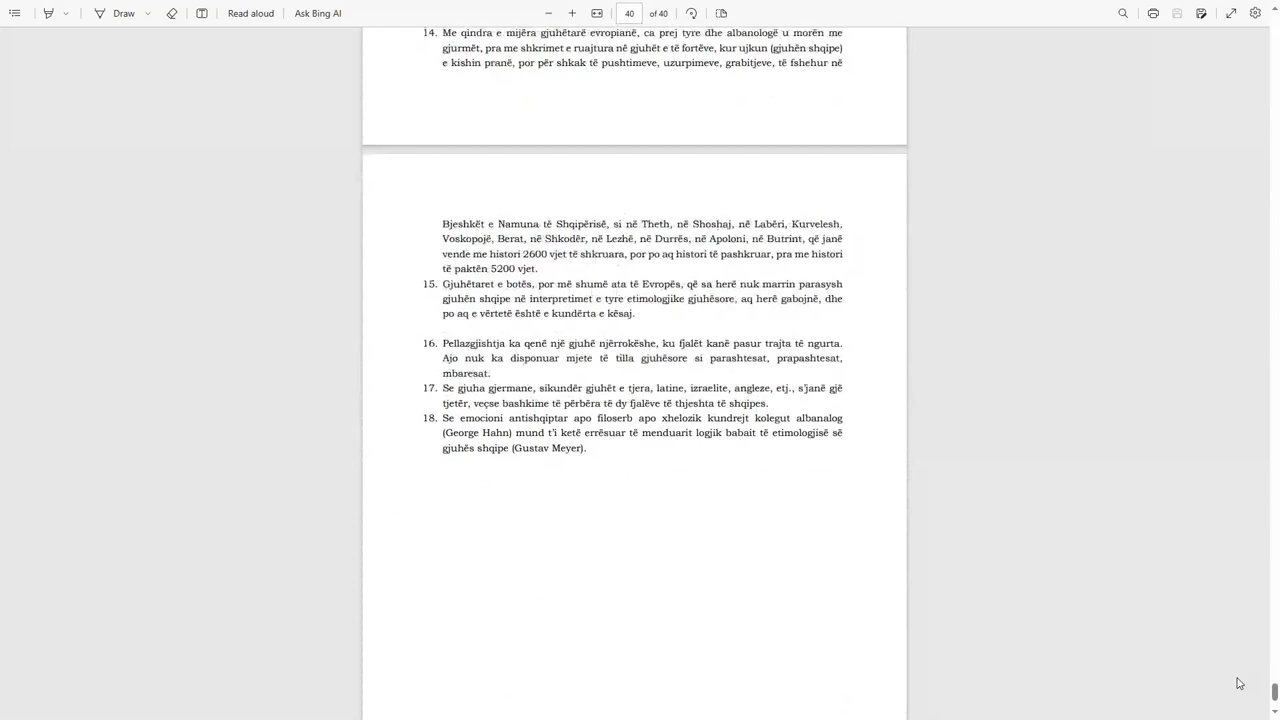 Draw
Read aloud
Ask Bing AI
40
of 40
14. Me qindra e mijëra gjuhëtarë evropianë, ca prej tyre dhe albanologë u morën me
gjurmët, pra me shkrimet e ruajtura në gjuhët e të fortëve, kur ujkun (gjuhën shqipe)
e kishin pranë, por për shkak të pushtimeve, uzurpimeve, grabitjeve, të fshehur në
Bjeshkët e Namuna të Shqipërisë, si në Theth, në Shoshaj, në Labëri, Kurvelesh,
Voskopojë, Berat, në Shkodër, në Lezhë, në Durrës, në Apoloni, në Butrint, që janë
vende me histori 2600 vjet të shkruara, por po aq histori të pashkruar, pra me histori
të paktën 5200 vjet.
15. Gjuhëtaret e botës, por më shumë ata të Evropës, që sa herë nuk marrin parasysh
gjuhën shqipe në interpretimet e tyre etimologjike gjuhësore, aq herë gabojnë, dhe
po aq e vërtetë është e kundërta e kësaj.
16. Pellazgjishtja ka qenë një gjuhë njërrokëshe, ku fjalët kanë pasur trajta të ngurta.
Ajo nuk ka disponuar mjete të tilla gjuhësore si parashtesat, prapashtesat,
mbaresat.
17. Se gjuha gjermane, sikundër gjuhët e tjera, latine, izraelite, angleze, etj., s'janë gjë
tjetër, veçse bashkime të përbëra të dy fjalëve të thjeshta të shqipes.
18. Se emocioni antishqiptar apo filoserb apo xhelozik kundrejt kolegut albanalog
(George Hahn) mund t'i ketë errësuar të menduarit logjik babait të etimologjisë së
gjuhës shqipe (Gustav Meyer).